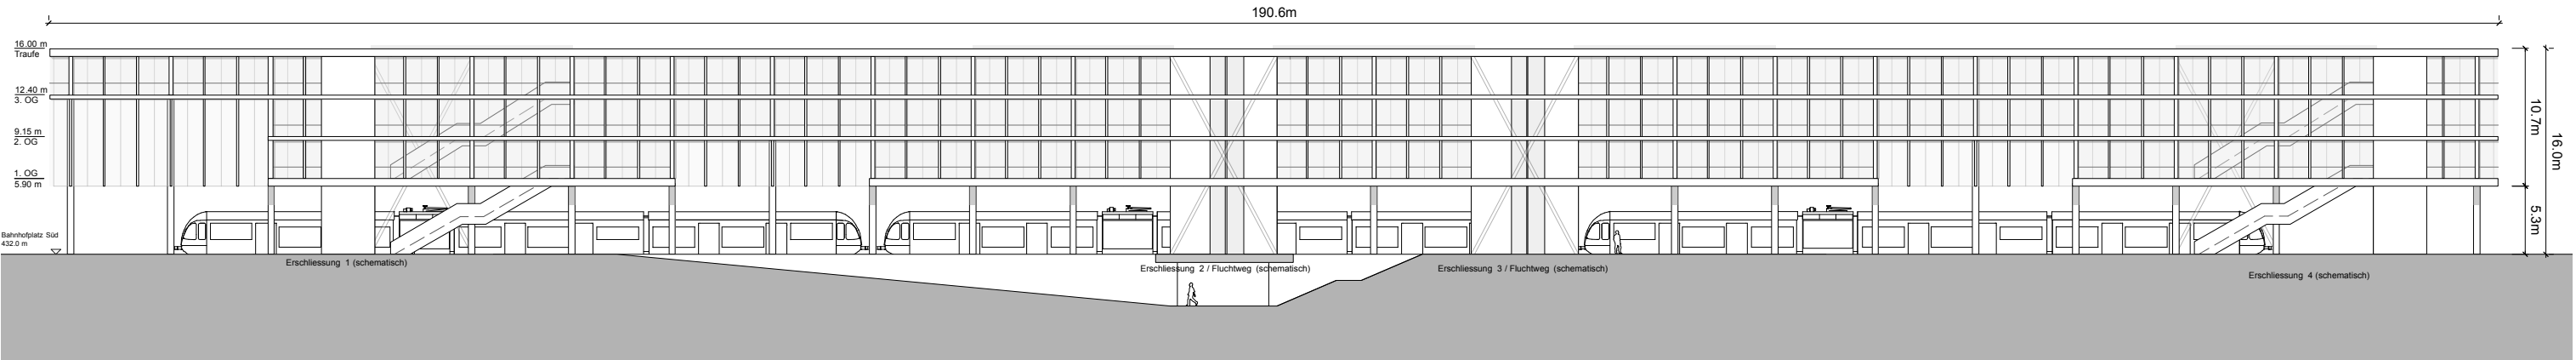 190.6m
16.00 m
Traufe
12.40 m
3. OG
9.15 m
2. OG
1. OG
5.90 m
10.7m
16.0m
5.3m
Bahnhofplatz Süd
432.0 m
Erschliessung 1 (schematisch)
Erschliessung 2 / Fluchtweg (schematisch)
Erschliessung 3 / Fluchtweg (schematisch)
Erschliessung 4 (schematisch)